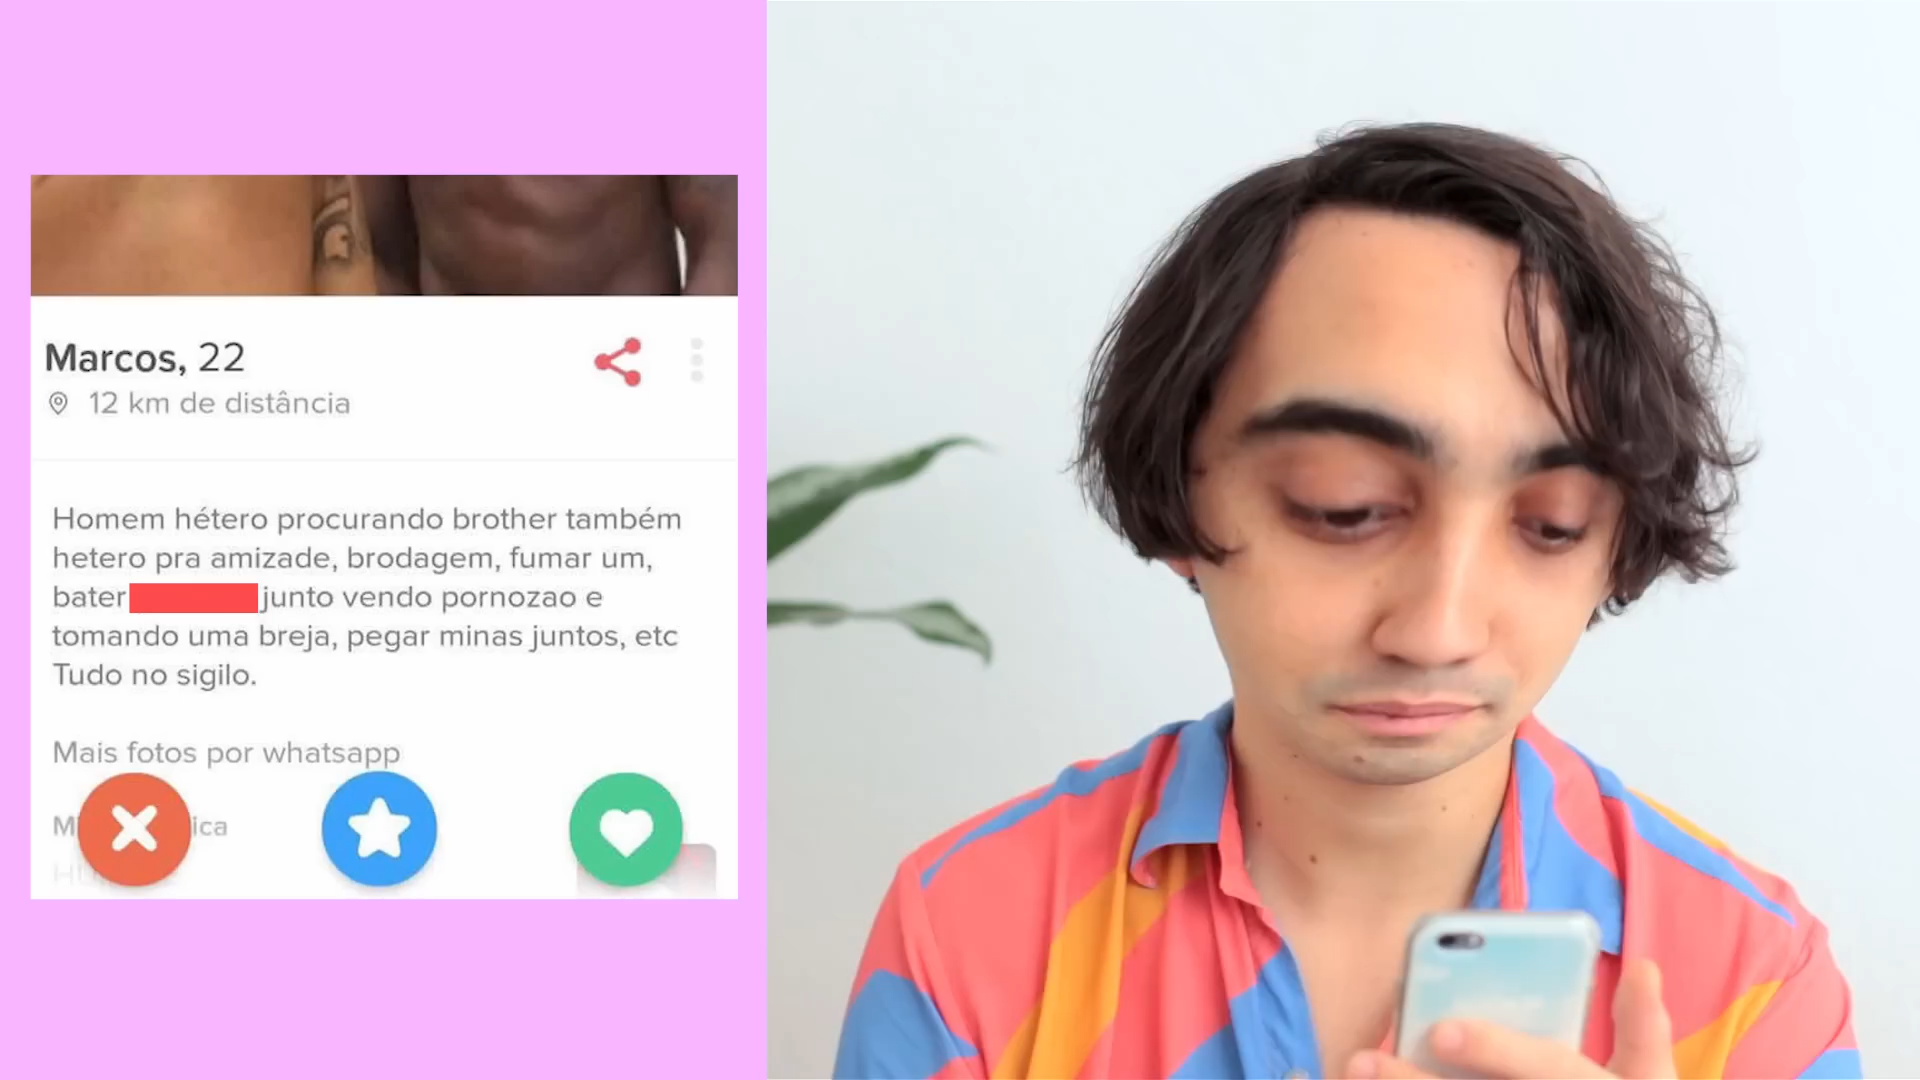 Marcos, 22
12 km de distância
Homem hétero procurando brother também
hetero pra amizade, brodagem, fumar um,
bater junto vendo pornozao e
tomando uma breja, pegar minas juntos, etc
Tudo no sigilo.
Mais fotos por whatsapp